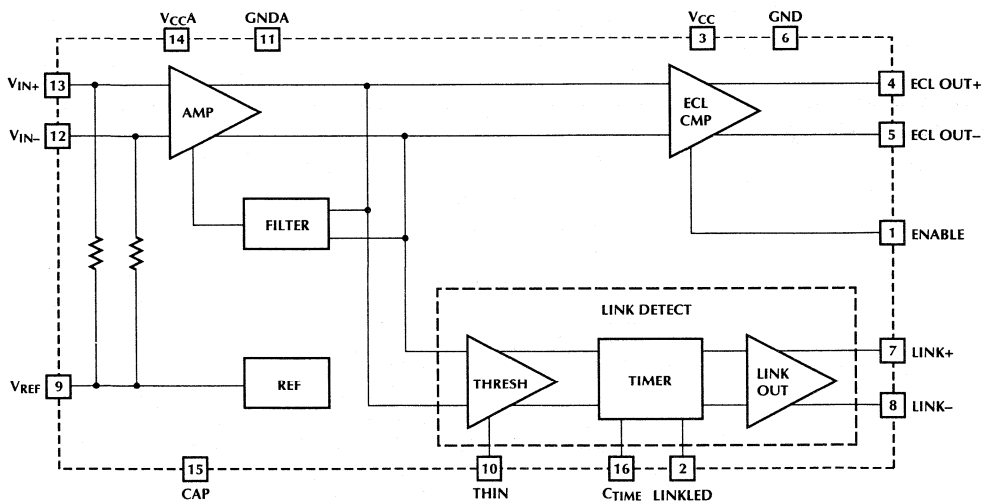 VCCA
GNDA
VCC
GND
14
11
3
6
VIN+
13
AMP
ECL
CMP
4
ECL OUT+
VIN−
12
5
ECL OUT−
FILTER
1
ENABLE
LINK DETECT
VREF
9
REF
THRESH
TIMER
LINK
OUT
7
LINK+
8
LINK−
15
10
16
2
CAP
THIN
CTIME
LINKLED